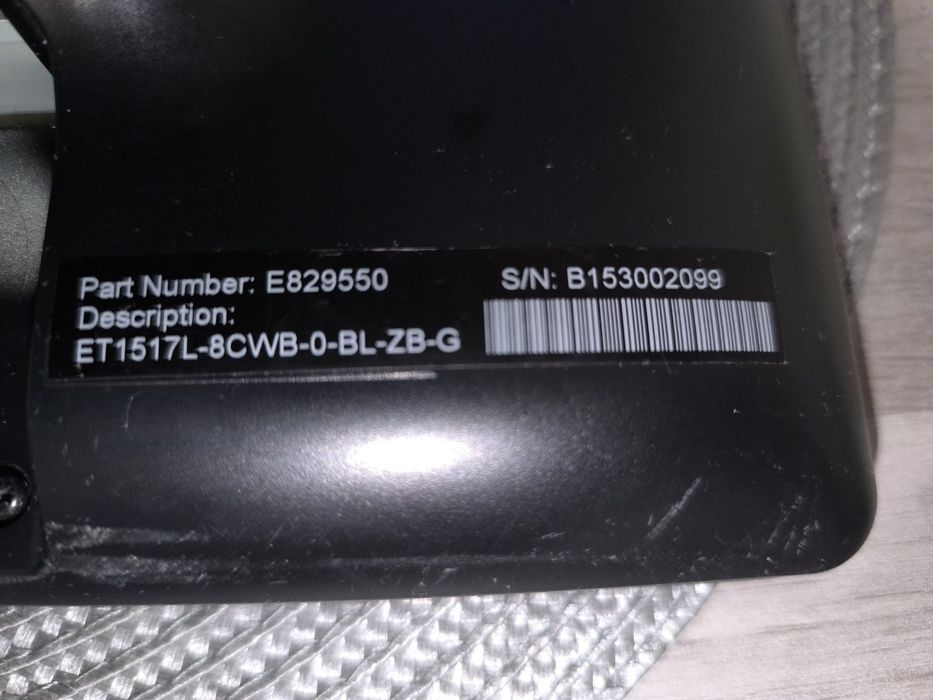 Part Number: E829550
S/N: B153002099
Description:
ET1517L-8CWB-0-BL-ZB-G